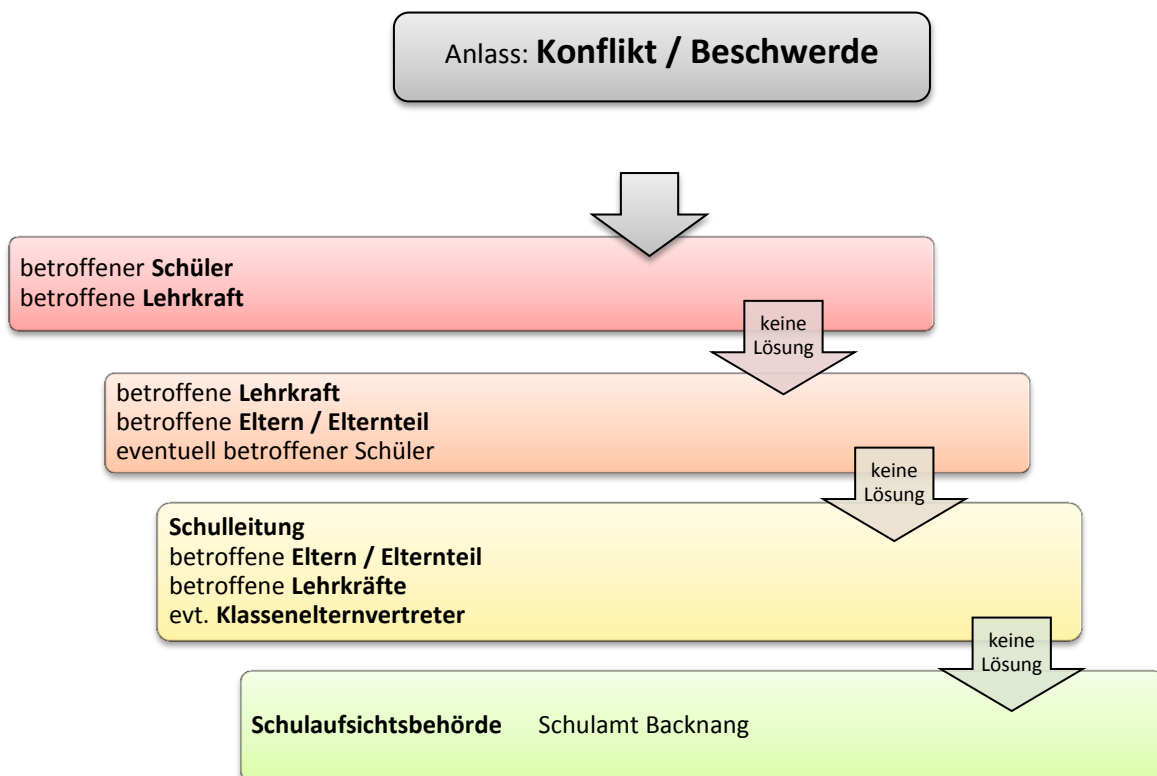 Anlass: Konflikt / Beschwerde
betroffener Schüler
betroffene Lehrkraft
keine
Lösung
betroffene Lehrkraft
betroffene Eltern / Elternteil
eventuell betroffener Schüler
keine
Lösung
Schulleitung
betroffene Eltern / Elternteil
betroffene Lehrkräfte
evt. Klassenelternvertreter
keine
Lösung
Schulaufsichtsbehörde Schulamt Backnang